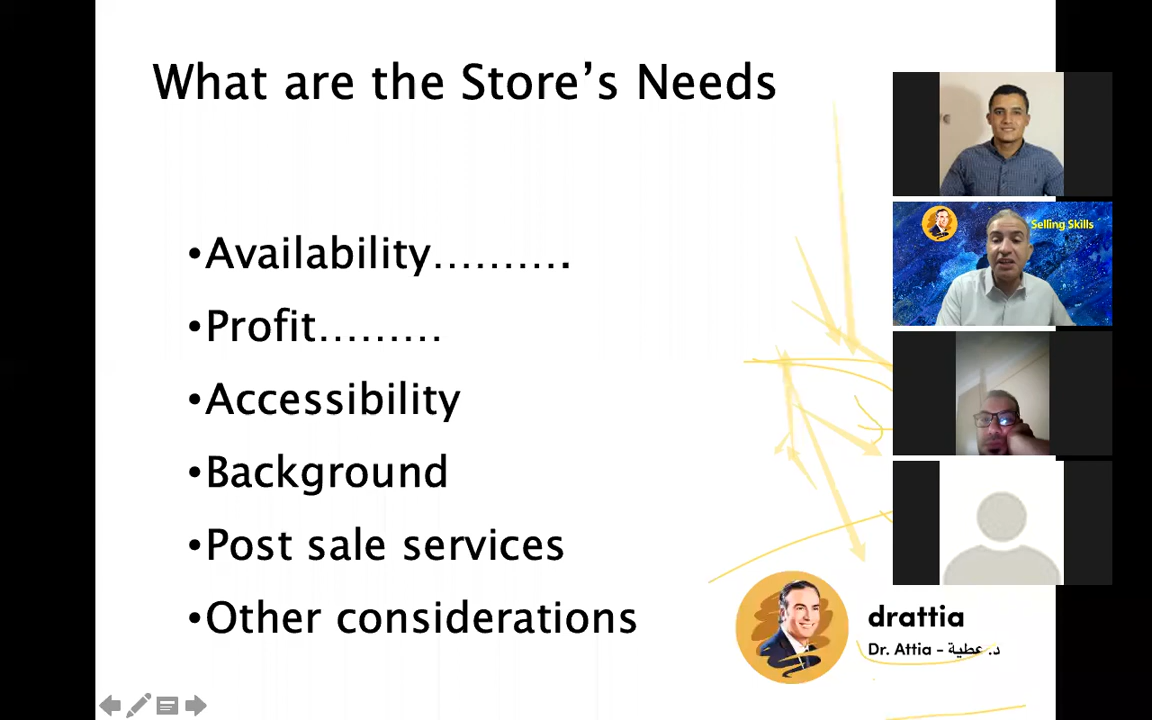 What are the Store's Needs
•Availability..........
•Profit.........
•Accessibility
•Background
•Post sale services
•Other considerations
Selling Skills
drattia
Dr. Attia - د. عطية